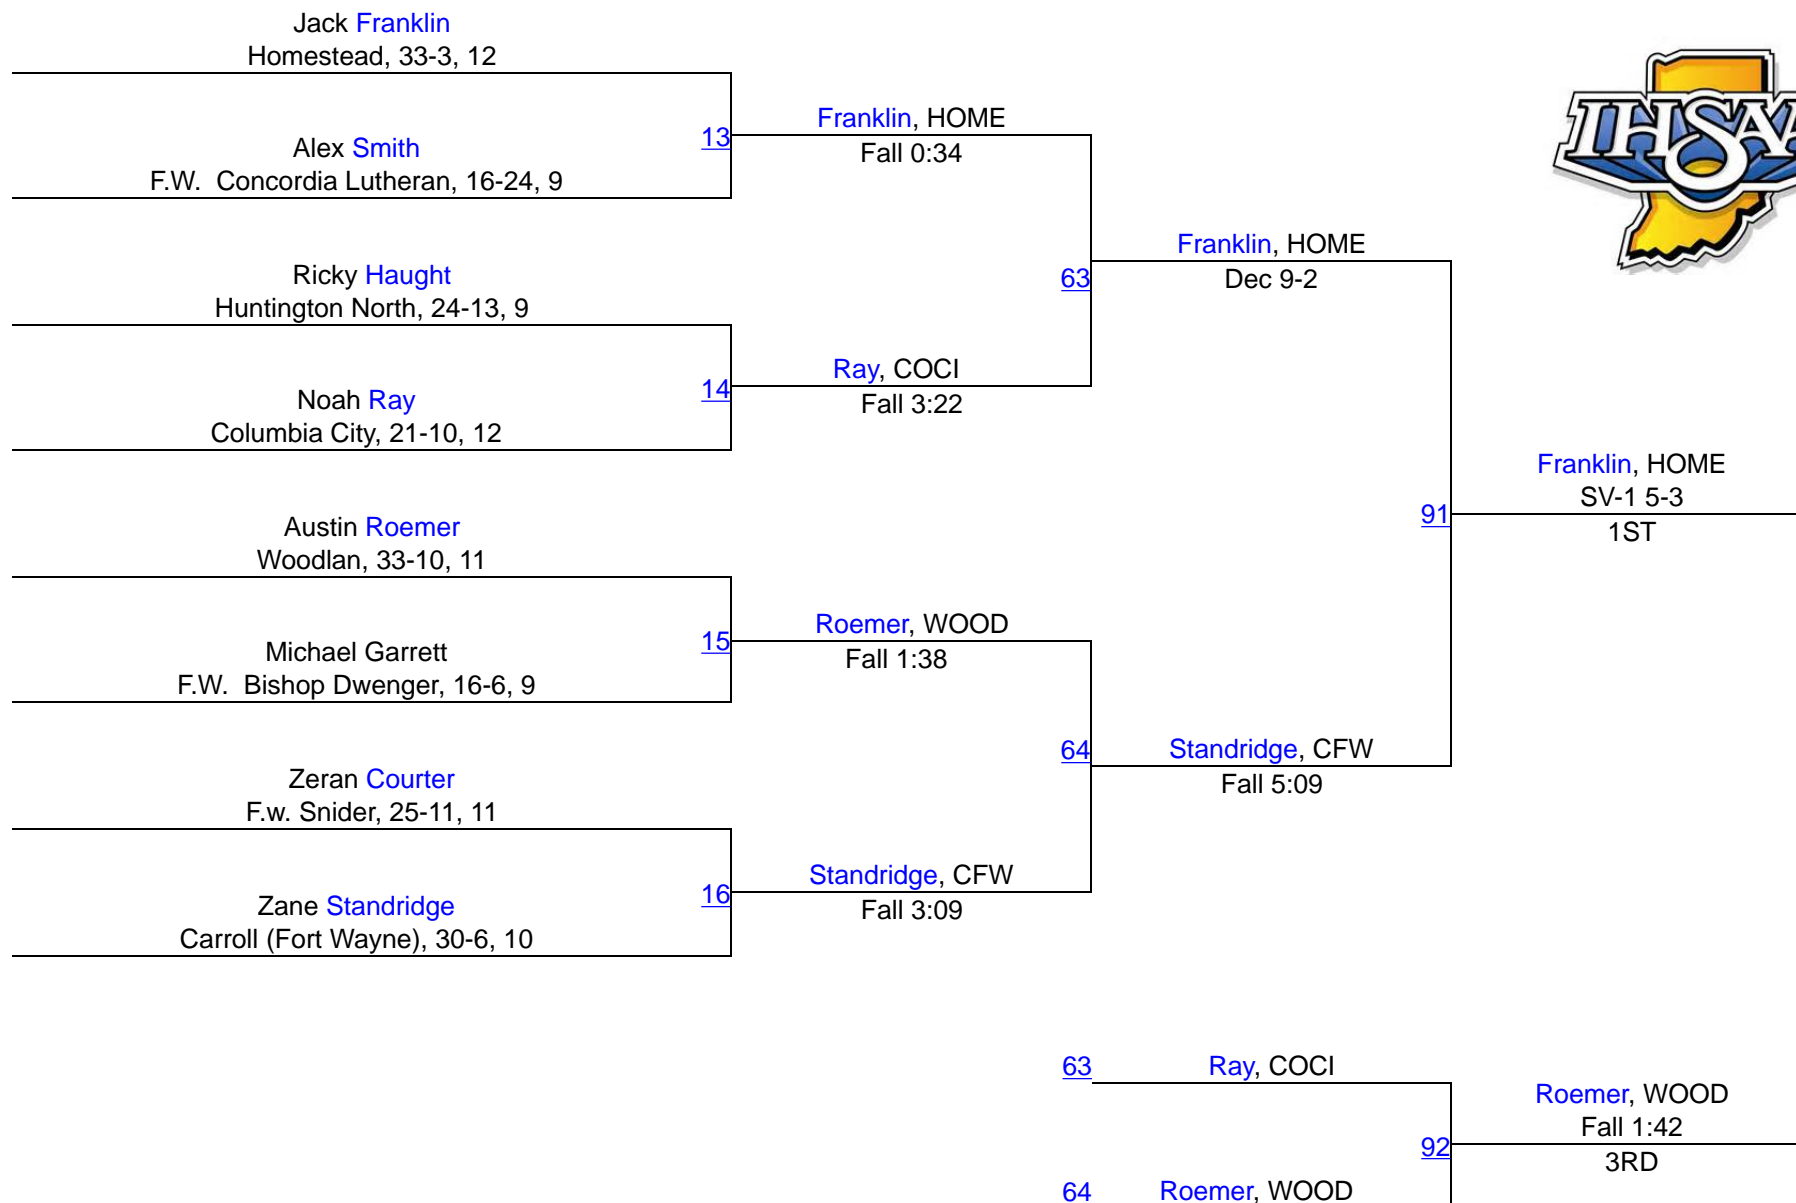 Jack Franklin
Homestead, 33-3, 12
Alex Smith
F.W. Concordia Lutheran, 16-24, 9
Ricky Haught
Huntington North, 24-13, 9
Noah Ray
Columbia City, 21-10, 12
Austin Roemer
Woodlan, 33-10, 11
Michael Garrett
F.W. Bishop Dwenger, 16-6, 9
Zeran Courter
F.w. Snider, 25-11, 11
Zane Standridge
Carroll (Fort Wayne), 30-6, 10
13
Franklin, HOME
Fall 0:34
14
Ray, COCI
Fall 3:22
15
Roemer, WOOD
Fall 1:38
16
Standridge, CFW
Fall 3:09
63
Franklin, HOME
Dec 9-2
64
Standridge, CFW
Fall 5:09
91
Franklin, HOME
SV-1 5-3
1ST
IHSAA
63
Ray, COCI
64
Roemer, WOOD
92
Roemer, WOOD
Fall 1:42
3RD